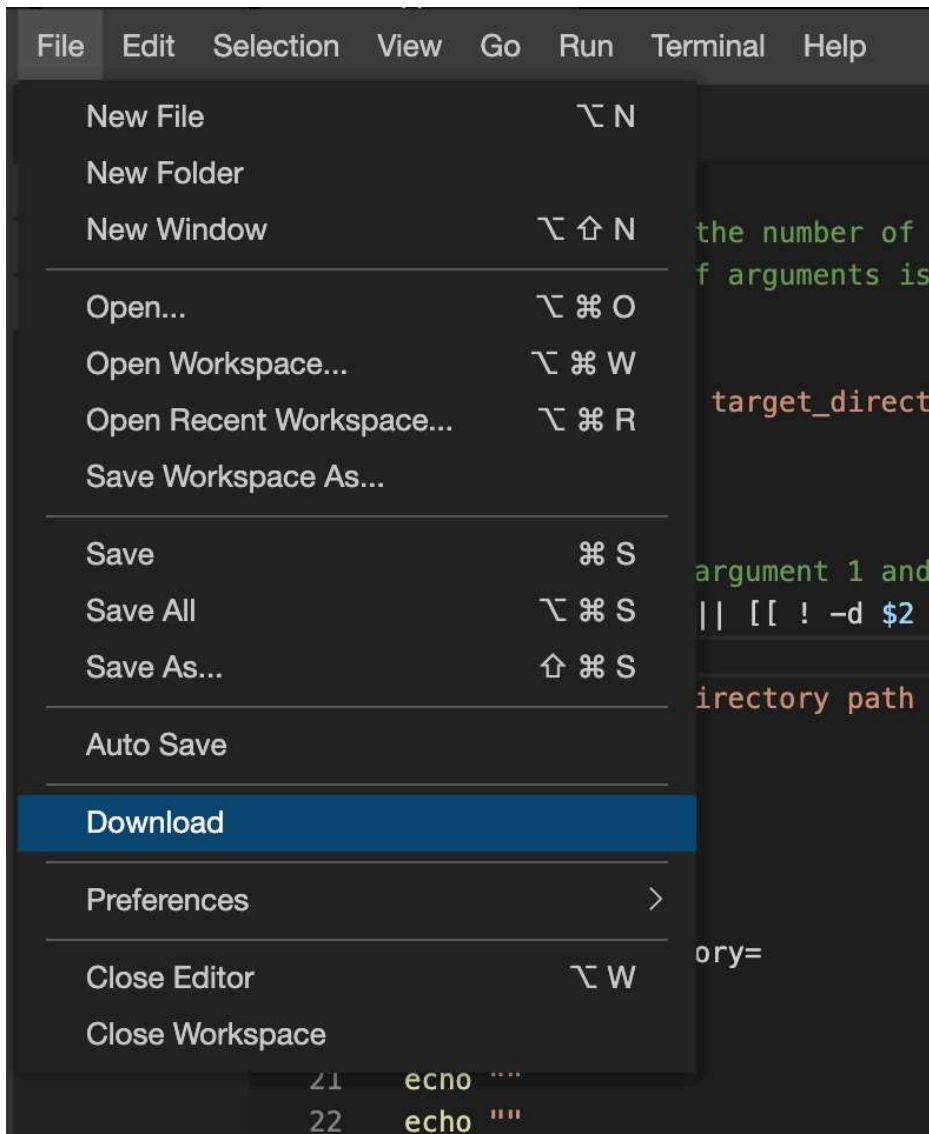 File Edit Selection View Go Run Terminal Help
New File ⌥ N
New Folder
New Window ⌥ ⇧ N
the number of
f arguments is
Open... ⌥ ⌘ O
Open Workspace... ⌥ ⌘ W
target_direct
Open Recent Workspace... ⌥ ⌘ R
Save Workspace As...
Save ⌘ S
argument 1 and
Save All ⌥ ⌘ S
|| [[ ! -d $2
Save As... ⇧ ⌘ S
irectory path
Auto Save
Download
Preferences >
ory=
Close Editor ⌥ W
Close Workspace
21 echo ""
22 echo ""